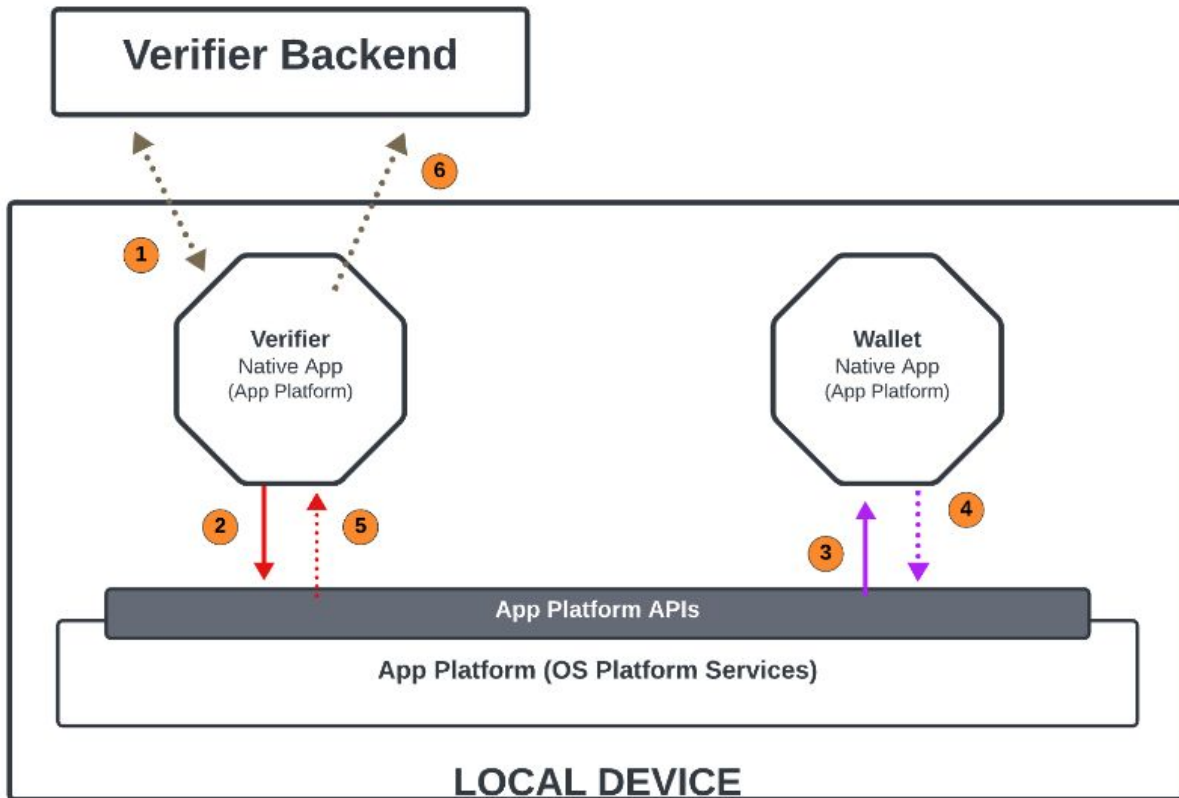 Verifier Backend
6
1
Verifier
Native App
(App Platform)
Wallet
Native App
(App Platform)
2
5
3
4
App Platform APIs
App Platform (OS Platform Services)
LOCAL DEVICE